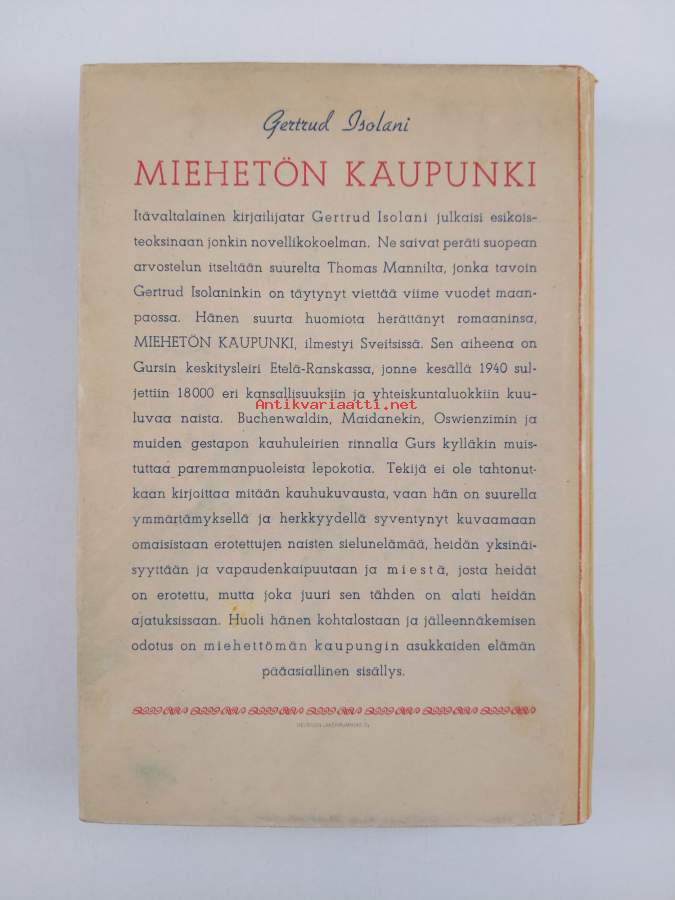 Gertrud Isolani
MIEHETÖN KAUPUNKI
Itävaltalainen kirjailijatar Gertrud Isolani julkaisi esikois-
teoksinaan jonkin novellikokoelman. Ne saivat peräti suopean
arvostelun itseltään suurelta Thomas Mannilta, jonka tavoin
Gertrud Isolaninkin on täytynyt viettää viime vuodet maan-
paossa. Hänen suurta huomiota herättänyt romaaninsa,
MIEHETÖN KAUPUNKI, ilmestyi Sveitsissä. Sen aiheena on
Gursin keskitysleiri Etelä-Ranskassa, jonne kesällä 1940 sul-
jettiin 18000 eri kansallisuuksiin ja yhteiskuntaluokkiin kuu-
Antikvariaatti.net
luvaa naista. Buchenwaldin, Maidanekin, Oswienzimin ja
muiden gestapon kauhuleirien rinnalla Gurs kylläkin muis-
tuttaa paremmanpuoleista lepokotia. Tekijä ei ole tahtonut-
kaan kirjoittaa mitään kauhukuvausta, vaan hän on suurella
ymmärtämyksellä ja herkkyydellä syventynyt kuvaamaan
omaisistaan erotettujen naisten sielunelämää, heidän yksinäi-
syyttään ja vapaudenkaipuutaan ja miestä, josta heidät
on erotettu, mutta joka juuri sen tähden on alati heidän
ajatuksissaan. Huoli hänen kohtalostaan ja jälleennäkemisen
odotus on miehettömän kaupungin asukkaiden elämän
pääasiallinen sisällys.